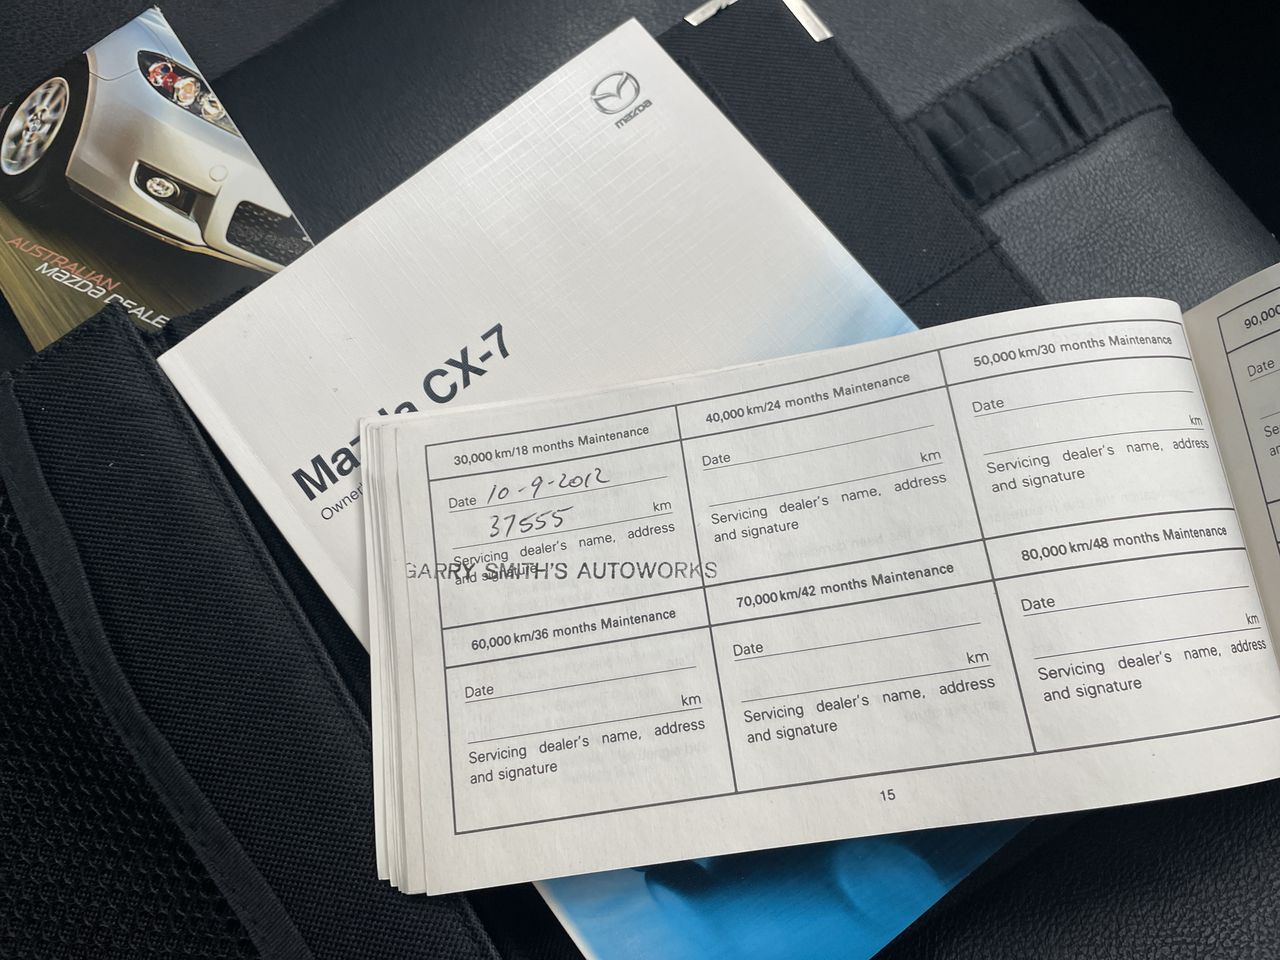 AUSTRALIAN
mazda DEALE
mazda
Mazda CX-7
Owner
30,000 km/18 months Maintenance
Date 10-9-2012
37555 km
Servicing dealer's name, address
and signature
GARRY SMITH'S AUTOWORKS
40,000 km/24 months Maintenance
Date
km
Servicing dealer's name, address
and signature
50,000 km/30 months Maintenance
Date
km
Servicing dealer's name, address
and signature
60,000 km/36 months Maintenance
Date
km
Servicing dealer's name, address
and signature
70,000 km/42 months Maintenance
Date
km
Servicing dealer's name, address
and signature
80,000 km/48 months Maintenance
Date
km
Servicing dealer's name, address
and signature
15
90,000
Date
Se
an